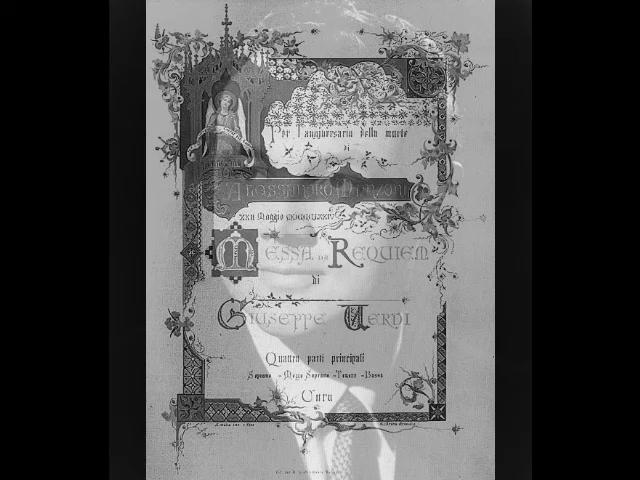 Per l'anniversario della morte
di
ALESSANDRO MANZONI
XXII Maggio MDCCCLXXIV
MESSA DA REQUIEM
di
GIUSEPPE VERDI
Quattro parti principali
Soprano - Mezzo Soprano - Tenore - Basso